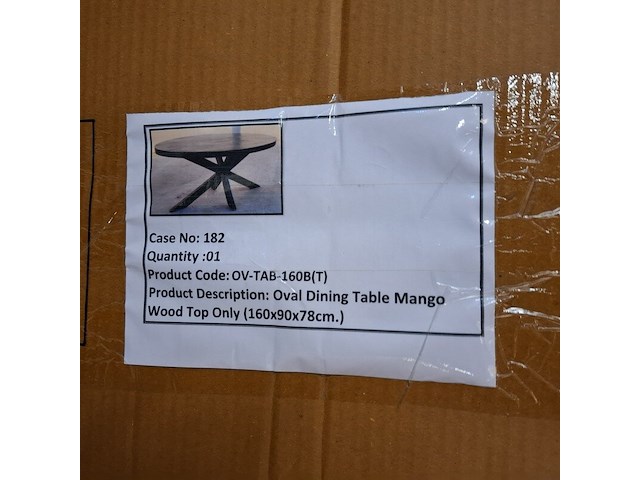 Case No: 182
Quantity :01
Product Code: OV-TAB-160B(T)
Product Description: Oval Dining Table Mango
Wood Top Only (160x90x78cm.)